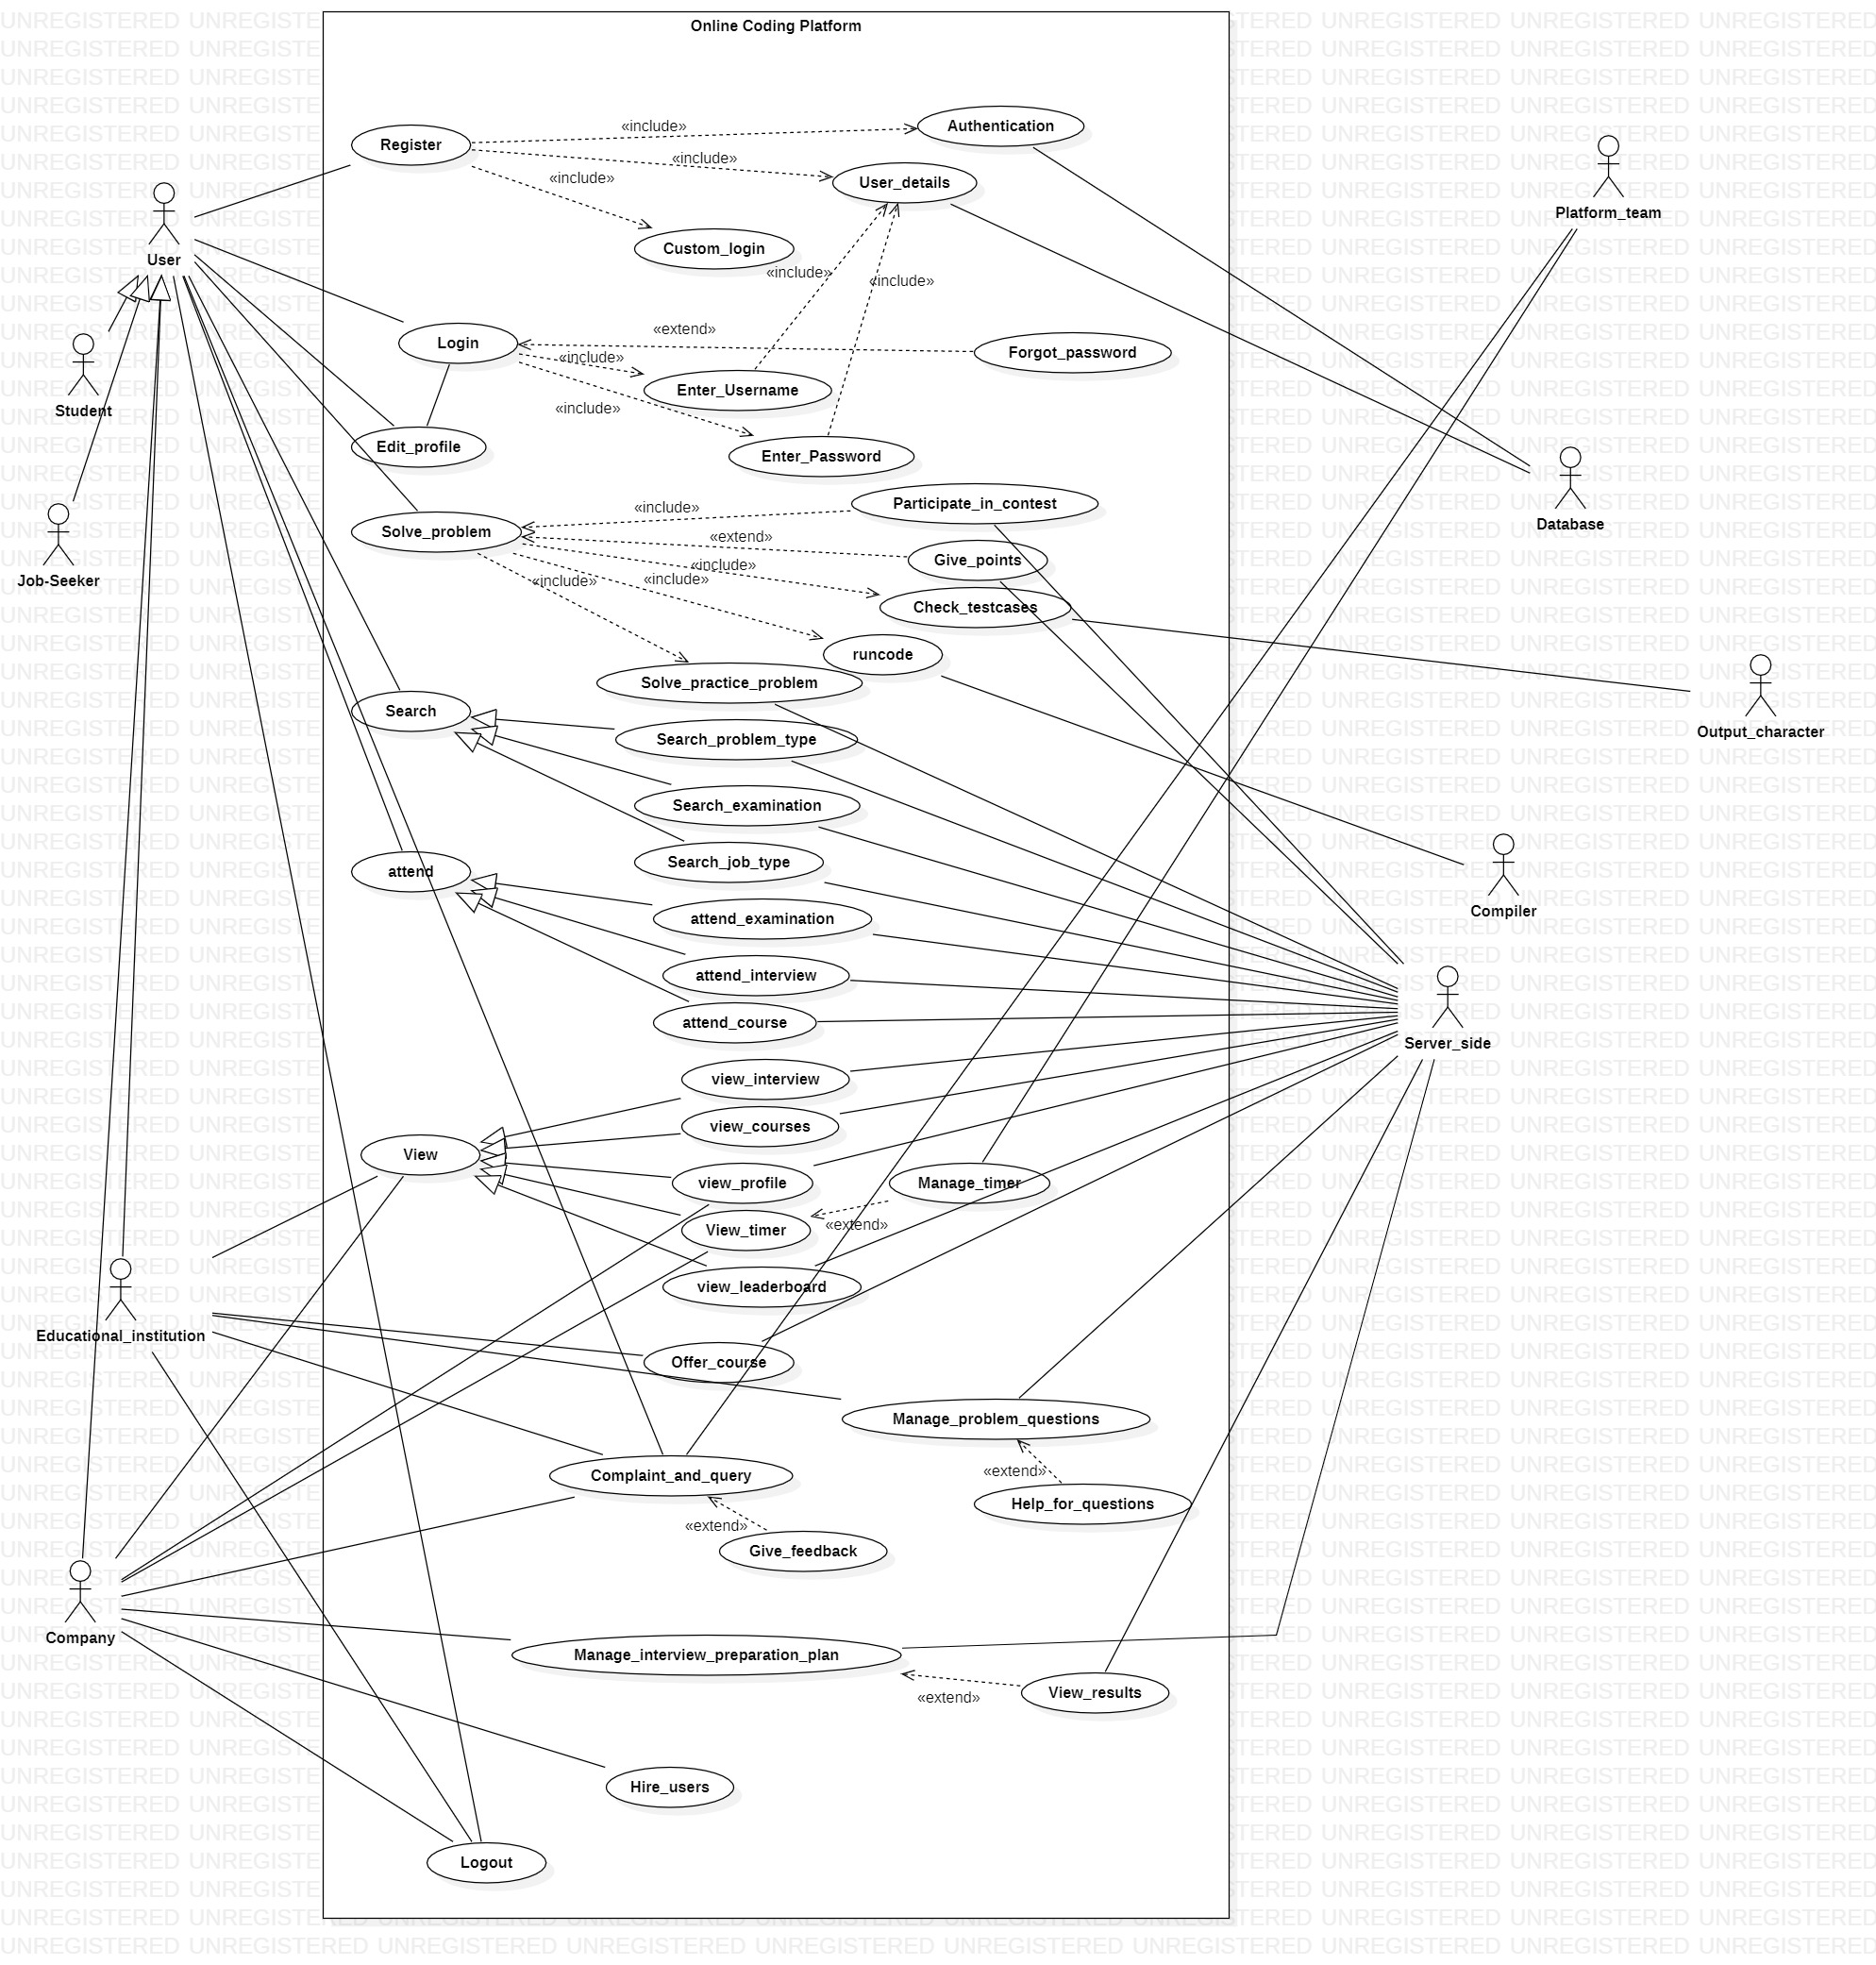 Online Coding Platform
«include»
Authentication
Register
«include»
User_details
«include»
Platform_team
Custom_login
User
«include»
«include»
«extend»
Login
Forgot_password
«include»
Enter_Username
Student
«include»
Edit_profile
Enter_Password
Participate_in_contest
«include»
Database
Solve_problem
«extend»
Give_points
«include»
«include»
«include»
Job-Seeker
Check_testcases
runcode
Solve_practice_problem
Search
Output_character
Search_problem_type
Search_examination
Search_job_type
attend
Compiler
attend_examination
attend_interview
attend_course
Server_side
view_interview
view_courses
View
view_profile
Manage_timer
«extend»
View_timer
view_leaderboard
Educational_institution
Offer_course
Manage_problem_questions
«extend»
Complaint_and_query
Help_for_questions
«extend»
Give_feedback
Company
Manage_interview_preparation_plan
View_results
«extend»
Hire_users
Logout
UNREGISTERED UNREGISTERED UNREGISTERED UNREGISTERED UNREGISTERED UNREGISTERED UNREGISTERED UNREGISTERED UNREGISTERED UNREGISTERED